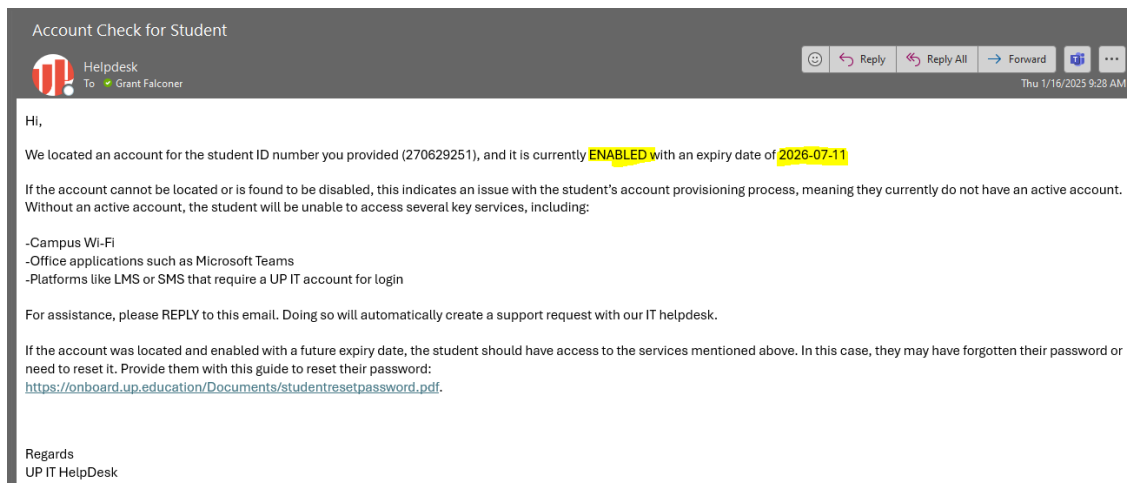 Account Check for Student
Helpdesk
To Grant Falconer
Reply
Reply All
Forward
Thu 1/16/2025 9:28 AM
Hi,
We located an account for the student ID number you provided (270629251), and it is currently ENABLED with an expiry date of 2026-07-11
If the account cannot be located or is found to be disabled, this indicates an issue with the student's account provisioning process, meaning they currently do not have an active account.
Without an active account, the student will be unable to access several key services, including:
-Campus Wi-Fi
-Office applications such as Microsoft Teams
-Platforms like LMS or SMS that require a UP IT account for login
For assistance, please REPLY to this email. Doing so will automatically create a support request with our IT helpdesk.
If the account was located and enabled with a future expiry date, the student should have access to the services mentioned above. In this case, they may have forgotten their password or
need to reset it. Provide them with this guide to reset their password:
https://onboard.up.education/Documents/studentresetpassword.pdf.
Regards
UP IT HelpDesk